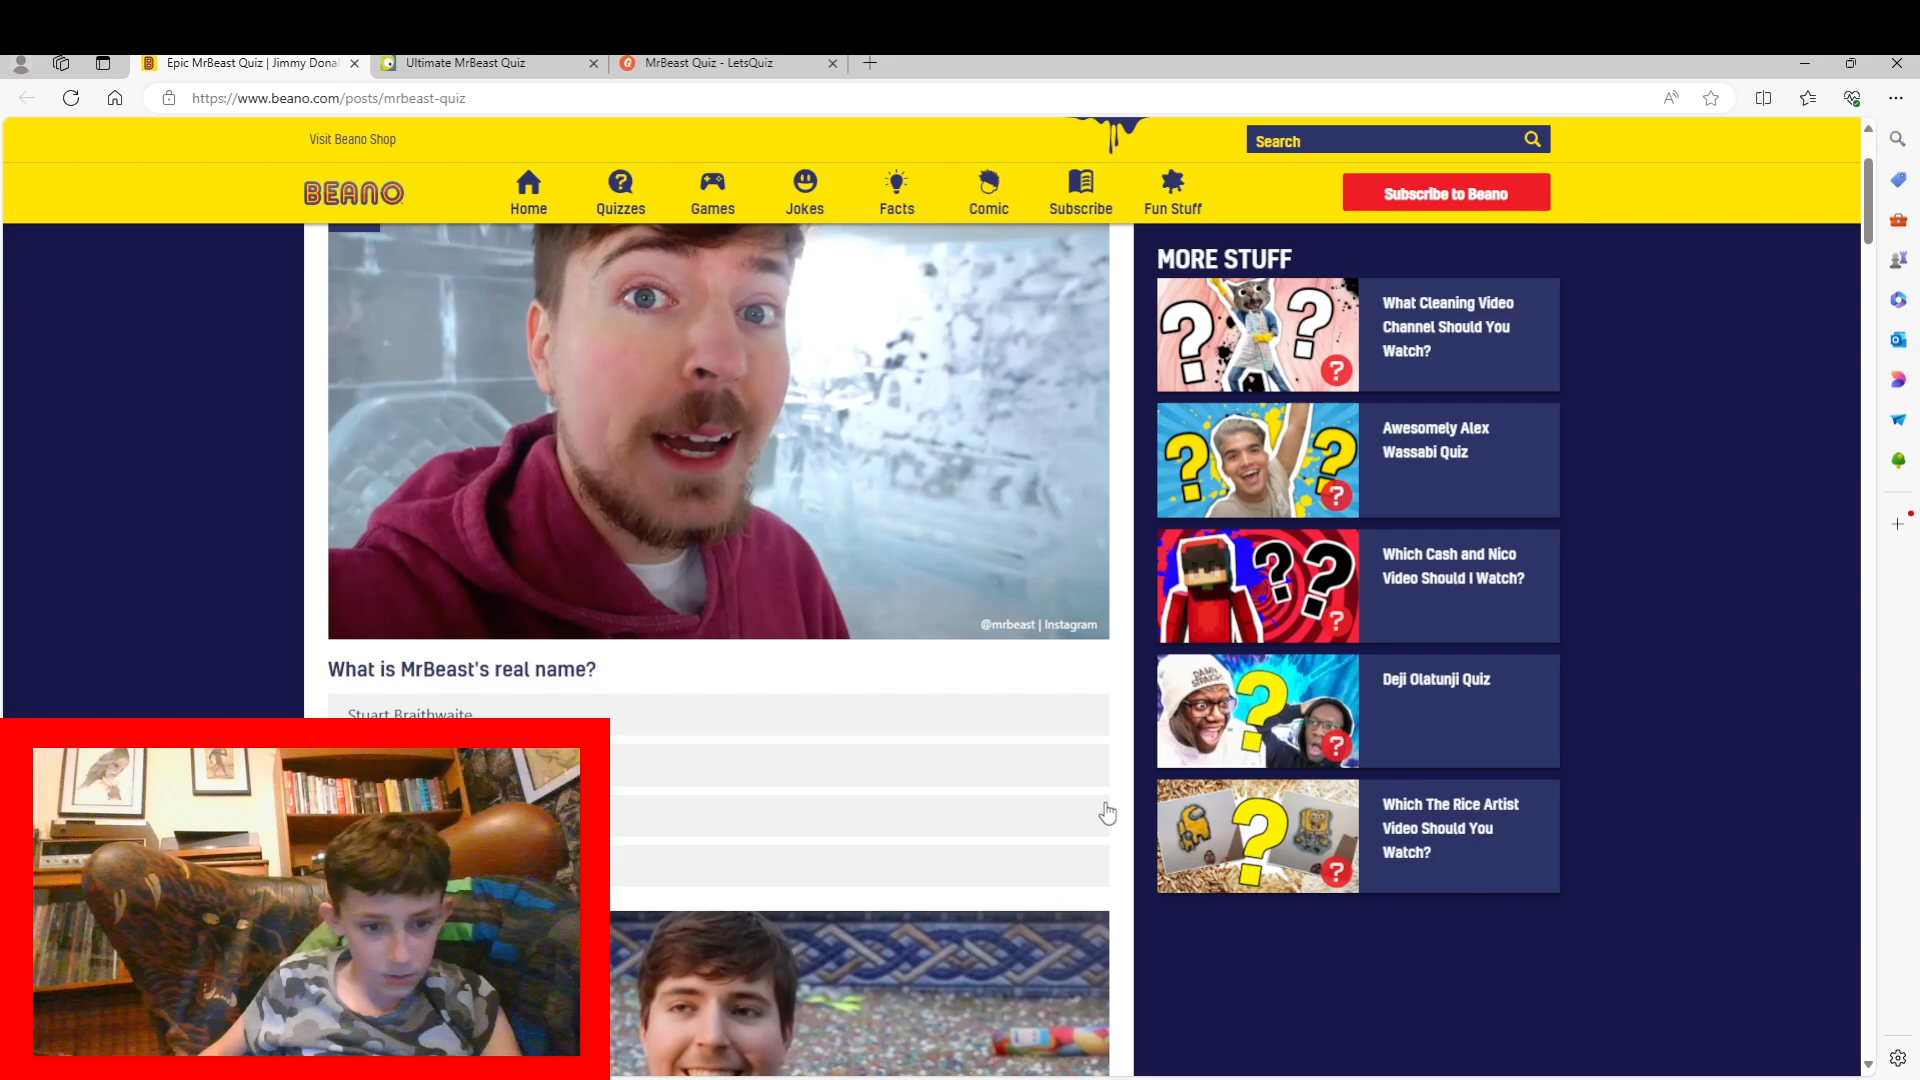 Epic MrBeast Quiz | Jimmy Donal
Ultimate MrBeast Quiz
MrBeast Quiz - LetsQuiz
https://www.beano.com/posts/mrbeast-quiz
Visit Beano Shop
Search
BEANO
Home
Quizzes
Games
Jokes
Facts
Comic
Subscribe
Fun Stuff
Subscribe to Beano
@mrbeast | Instagram
What is MrBeast's real name?
Stuart Braithwaite
MORE STUFF
What Cleaning Video
Channel Should You
Watch?
Awesomely Alex
Wassabi Quiz
Which Cash and Nico
Video Should I Watch?
DAMN
STRAIGHT
Deji Olatunji Quiz
Which The Rice Artist
Video Should You
Watch?